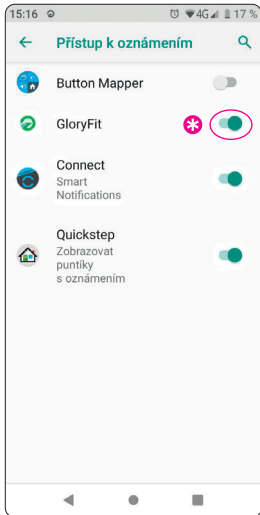 15:16 4G 17 %
Přístup k oznámením
Button Mapper
GloryFit
Connect
Smart
Notifications
Quickstep
Zobrazovat
puntíky
s oznámením